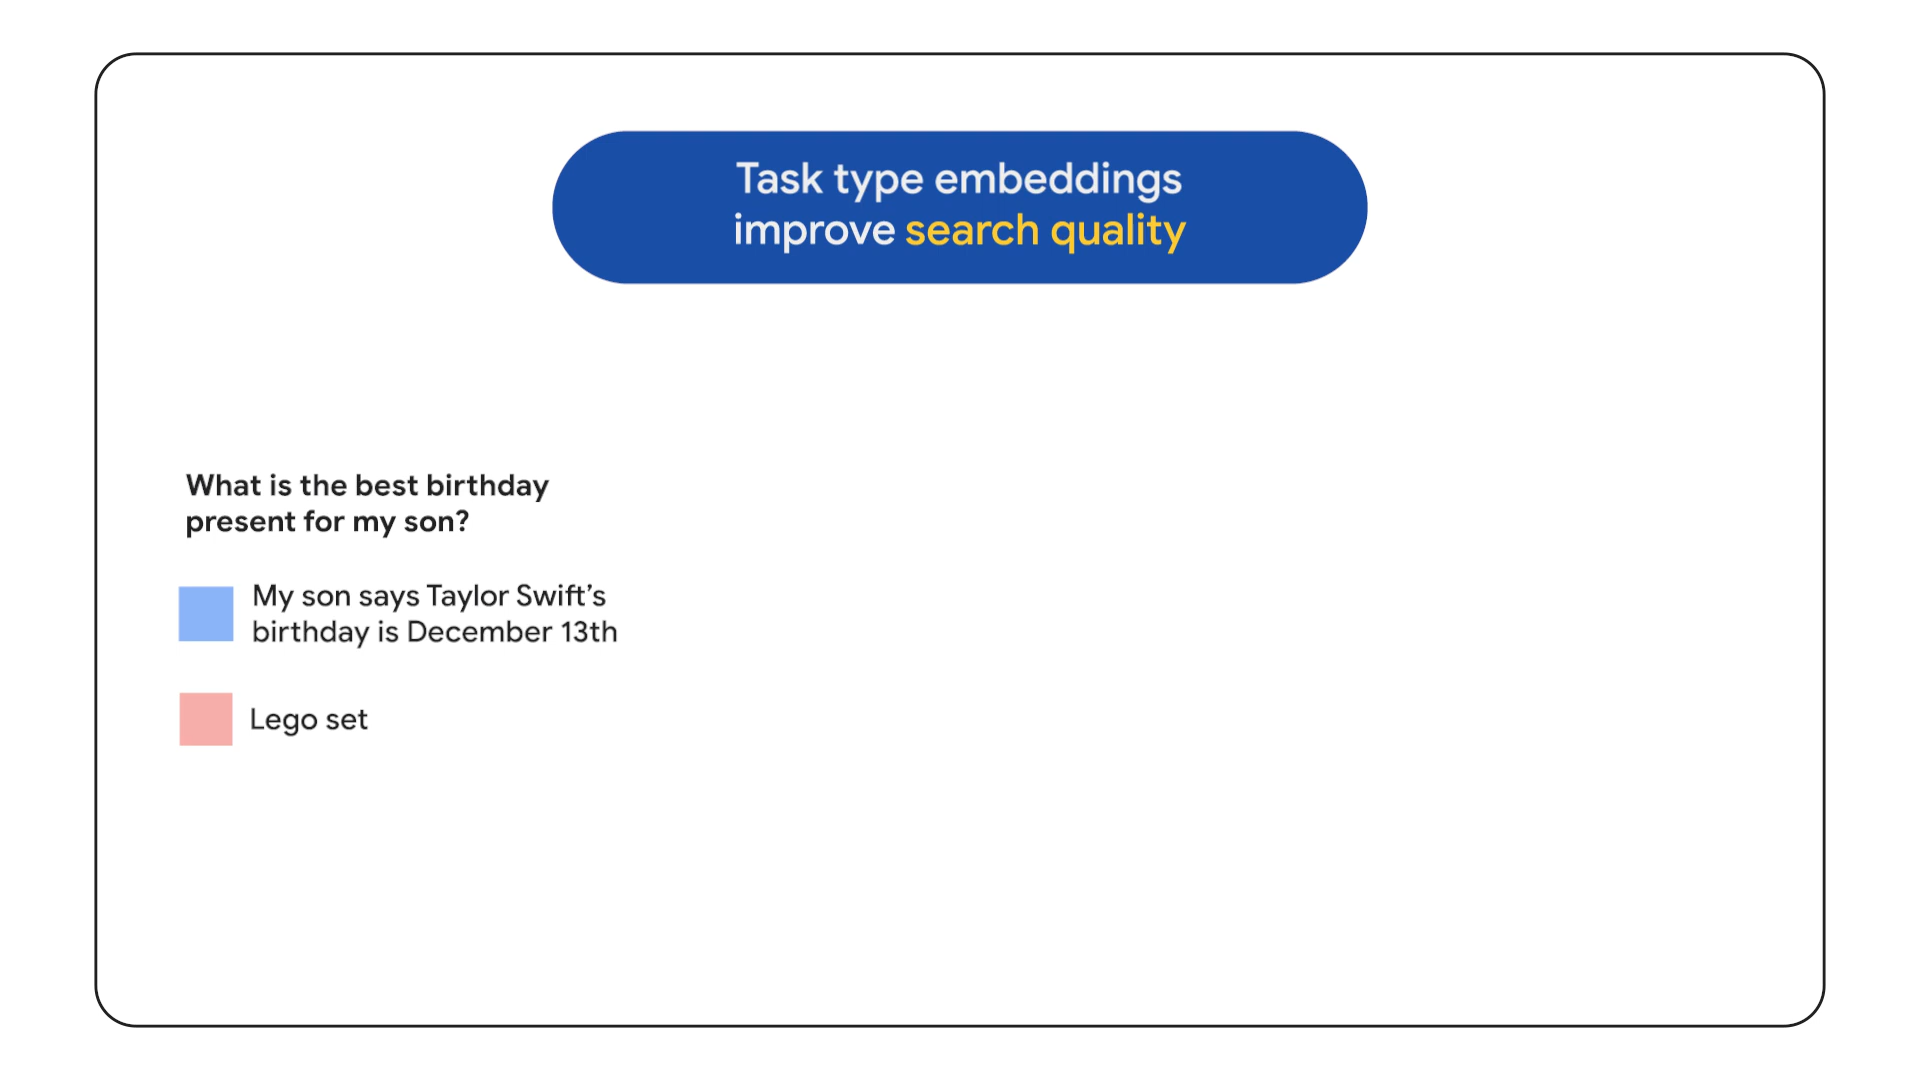 Task type embeddings
improve search quality
What is the best birthday
present for my son?
My son says Taylor Swift’s
birthday is December 13th
Lego set